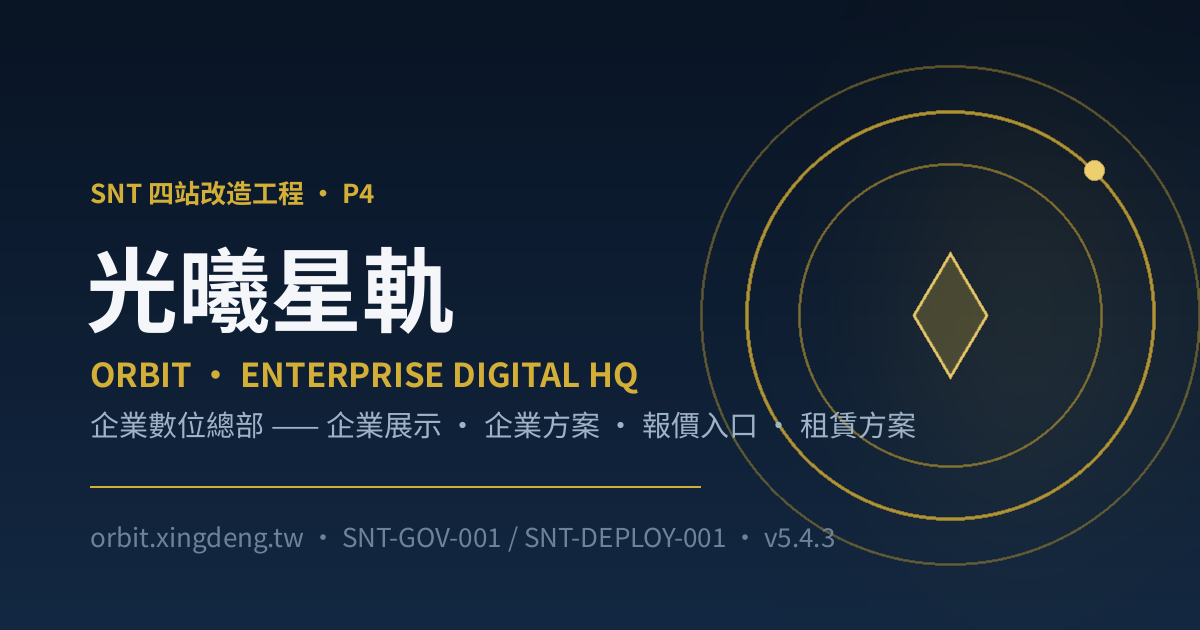 SNT 四站改造工程 · P4
光曦星軌
ORBIT · ENTERPRISE DIGITAL HQ
企業數位總部 —— 企業展示 · 企業方案 · 報價入口 · 租賃方案
orbit.xingdeng.tw · SNT-GOV-001 / SNT-DEPLOY-001 · v5.4.3